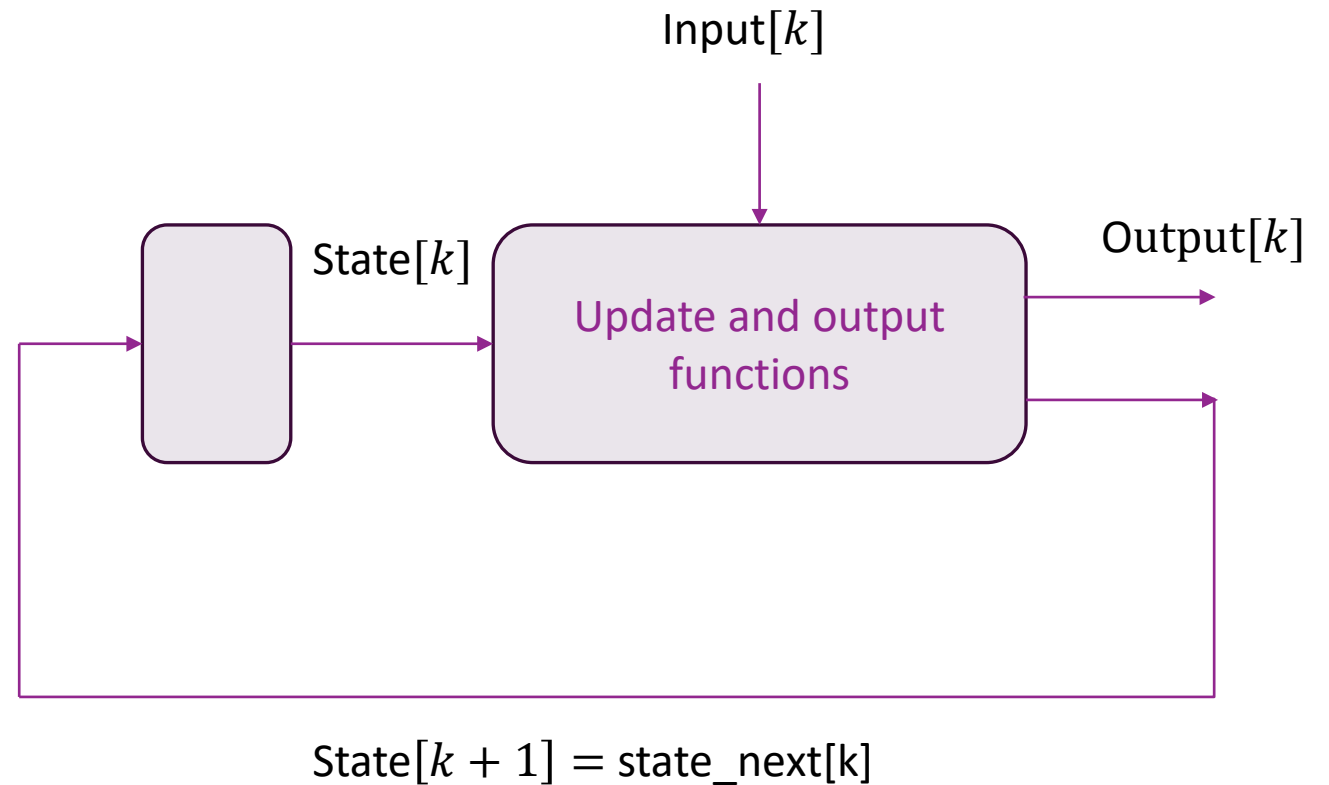 Input[k]
State[k]
Output[k]
Update and output
functions
State[k + 1] = state_next[k]